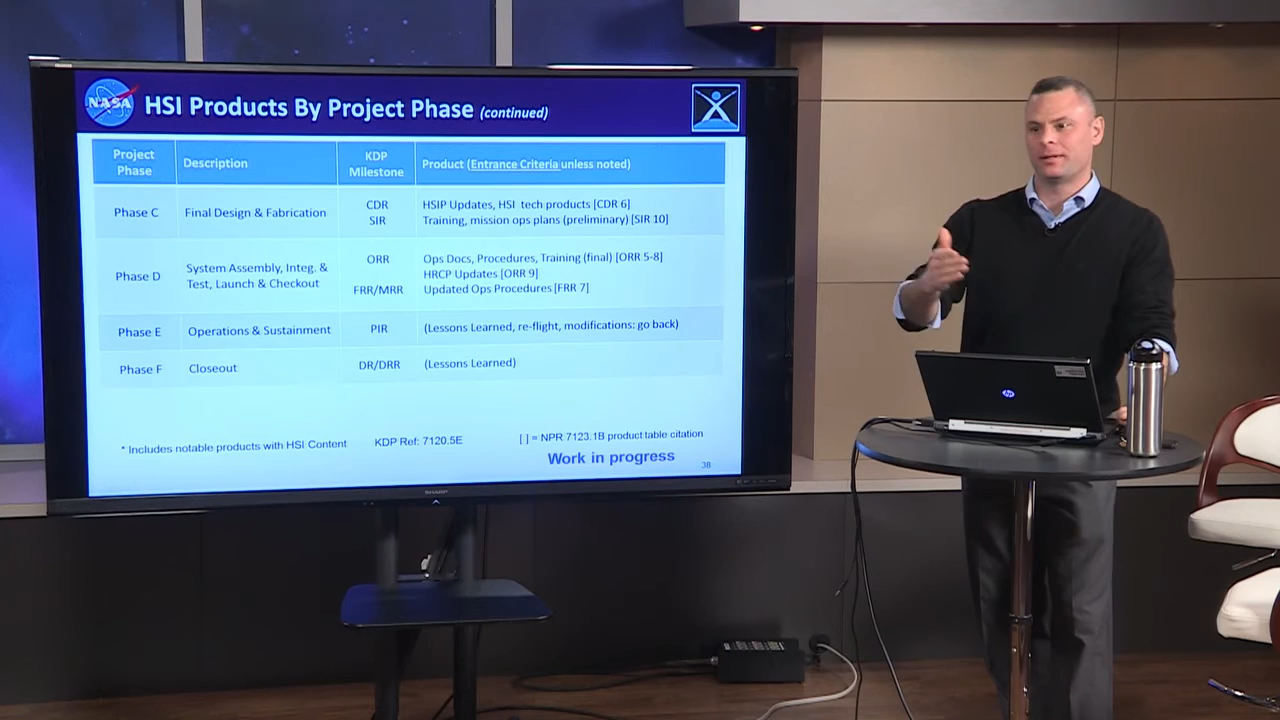 NASA
HSI Products By Project Phase (continued)
Project
Phase
Description
KDP
Milestone
Product (Entrance Criteria unless noted)
Phase C
Final Design & Fabrication
CDR
SIR
HSIP Updates, HSI tech products [CDR 6]
Training, mission ops plans (preliminary) [SIR 10]
Phase D
System Assembly, Integ. &
Test, Launch & Checkout
ORR
FRR/MRR
Ops Docs, Procedures, Training (final) [ORR 5-8]
HRCP Updates [ORR 9]
Updated Ops Procedures [FRR 7]
Phase E
Operations & Sustainment
PIR
(Lessons Learned, re-flight, modifications: go back)
Phase F
Closeout
DR/DRR
(Lessons Learned)
* Includes notable products with HSI Content
KDP Ref: 7120.5E
[ ] = NPR 7123.1B product table citation
Work in progress
38
SHARP
hp